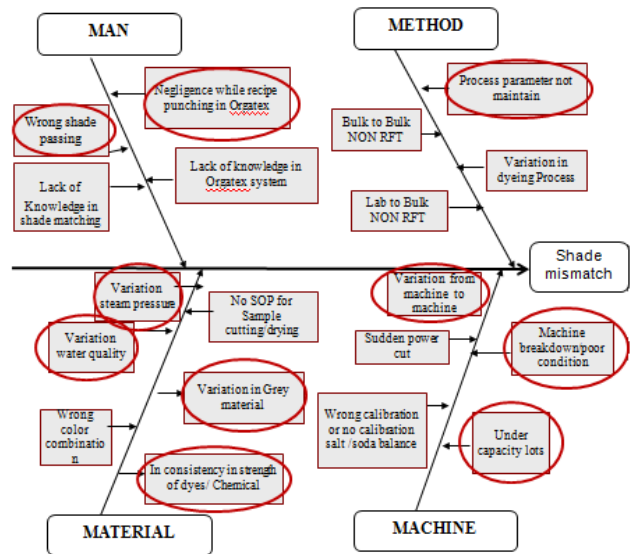 MAN
METHOD
Negligence while recipe
punching in Orgatex
Process parameter not
maintain
Wrong shade
passing
Bulk to Bulk
NON RFT
Lack of knowledge in
Orgatex system
Variation in
dyeing Process
Lack of
Knowledge in
shade matching
Lab to Bulk
NON RFT
Shade
mismatch
Variation
steam pressure
No SOP for
Sample
cutting/drying
Variation from
machine to
machine
Variation
water quality
Sudden power
cut
Machine
breakdown/poor
condition
Variation in Grey
material
Wrong
color
combinatio
n
Wrong calibration
or no calibration
salt /soda balance
Under
capacity lots
In consistency in strength
of dyes/ Chemical
MATERIAL
MACHINE